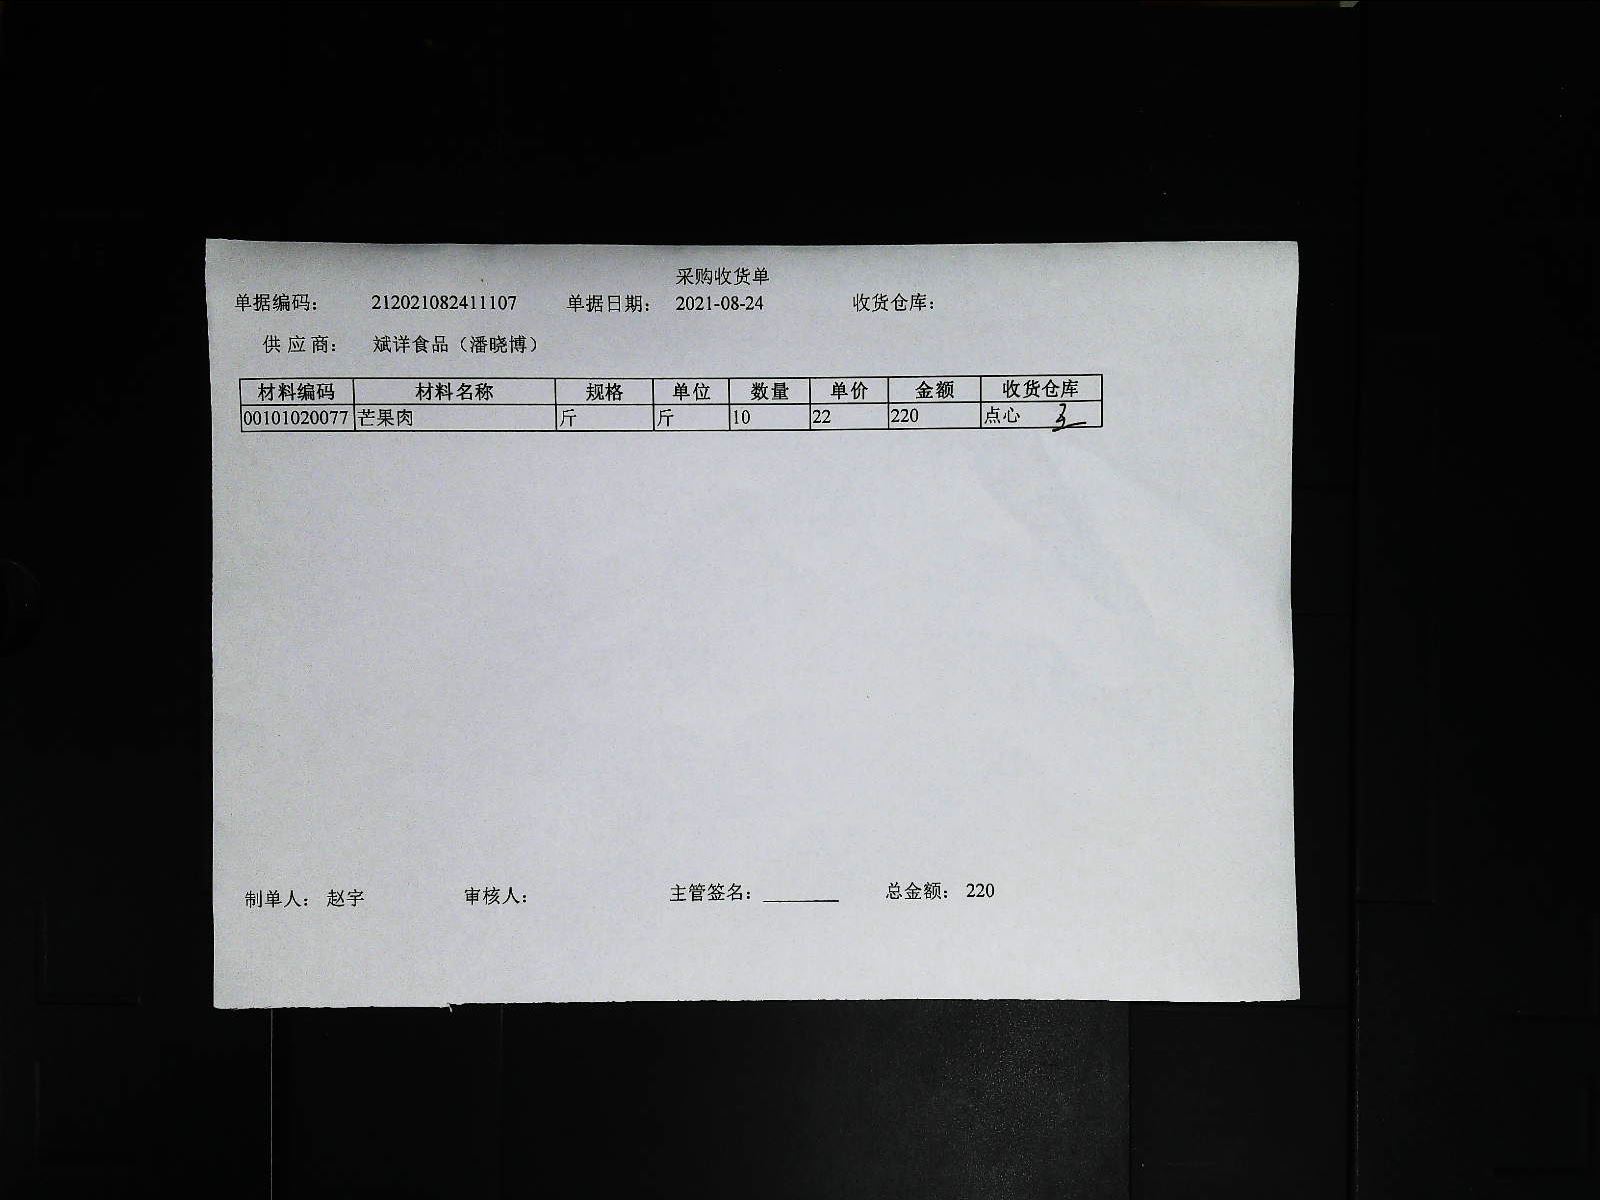 采购收货单
单据编码： 212021082411107 单据日期： 2021-08-24 收货仓库：
供应商： 斌洋食品（潘晓博）
材料编码 材料名称 规格 单位 数量 单价 金额 收货仓库
00101020077 芒果肉 斤 斤 10 22 220 点心
制单人： 赵宇 审核人： 主管签名： 总金额： 220